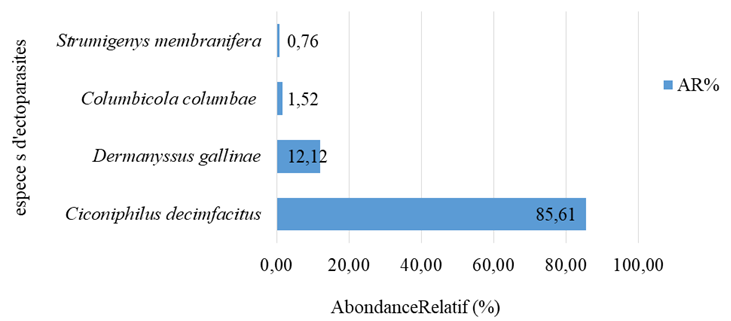 espece s d'ectoparasites
Strumigenys membranifera
0,76
Columbicola columbae
1,52
Dermanyssus gallinae
12,12
Ciconiphilus decimfacitus
85,61
AR%
0,00 20,00 40,00 60,00 80,00 100,00
AbondanceRelatif (%)